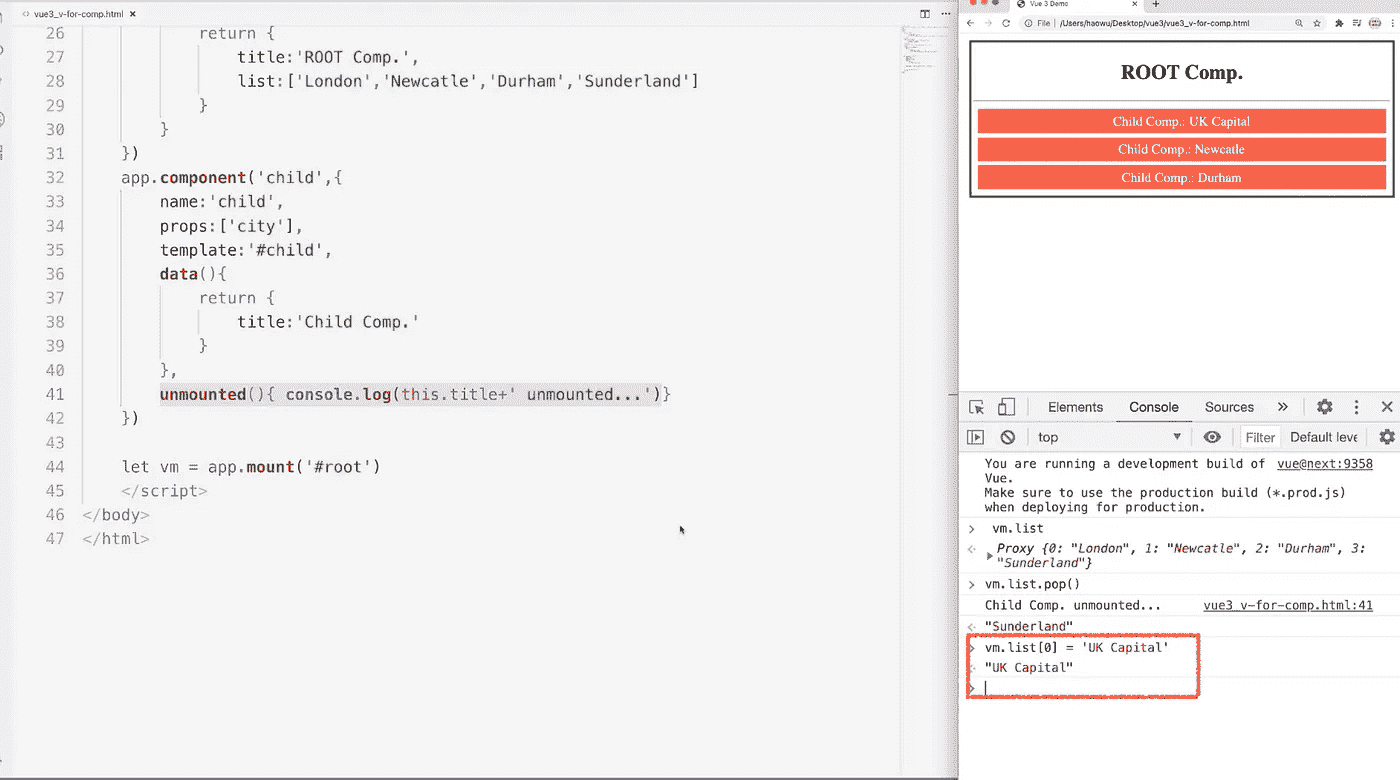 vue3_v-for-comp.html ×
26 return {
27 title:'ROOT Comp.',
28 list:['London','Newcatle','Durham','Sunderland']
29 }
30 }
31 })
32 app.component('child',{
33 name:'child',
34 props:['city'],
35 template:'#child',
36 data(){
37 return {
38 title:'Child Comp.'
39 }
40 },
41 unmounted(){ console.log(this.title+' unmounted...')}
42 })
43
44 let vm = app.mount('#root')
45 </script>
46 </body>
47 </html>
Vue 3 Demo
File | /Users/haowu/Desktop/vue3/vue3_v-for-comp.html
ROOT Comp.
Child Comp.: UK Capital
Child Comp.: Newcatle
Child Comp.: Durham
Elements Console Sources »
top Filter Default leve
You are running a development build of vue@next:9358
Vue.
Make sure to use the production build (*.prod.js)
when deploying for production.
> vm.list
Proxy {0: "London", 1: "Newcatle", 2: "Durham", 3:
"Sunderland"}
> vm.list.pop()
Child Comp. unmounted... vue3_v-for-comp.html:41
"Sunderland"
> vm.list[0] = 'UK Capital'
"UK Capital"
>